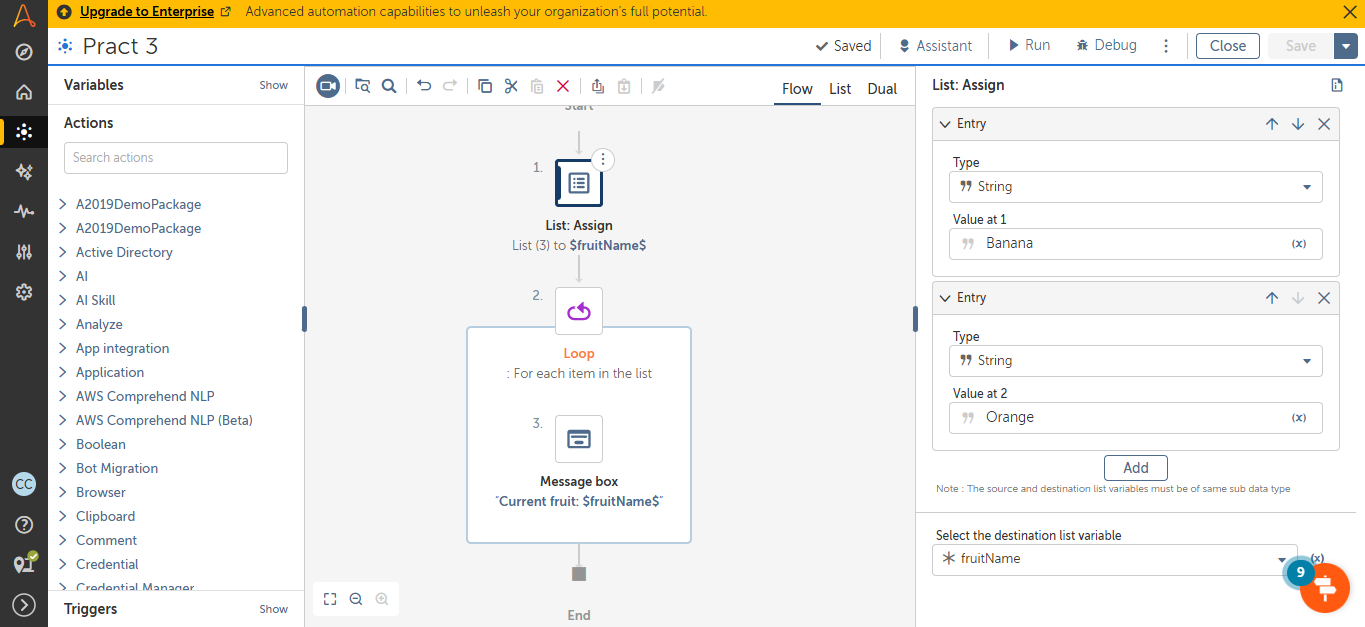 Upgrade to Enterprise Advanced automation capabilities to unleash your organization's full potential.
Pract 3
Saved
Assistant
Run
Debug
Close
Save
Variables
Show
Actions
Search actions
A2019DemoPackage
A2019DemoPackage
Active Directory
AI
AI Skill
Analyze
App integration
Application
AWS Comprehend NLP
AWS Comprehend NLP (Beta)
Boolean
Bot Migration
Browser
Clipboard
Comment
Credential
Credential Manager
Triggers
Show
CC
Flow
List
Dual
Start
1.
List: Assign
List (3) to $fruitName$
2.
Loop
: For each item in the list
3.
Message box
"Current fruit: $fruitName$"
End
List: Assign
Entry
Type
String
Value at 1
Banana
(x)
Entry
Type
String
Value at 2
Orange
(x)
Add
Note : The source and destination list variables must be of same sub data type
Select the destination list variable
fruitName
(x)
9